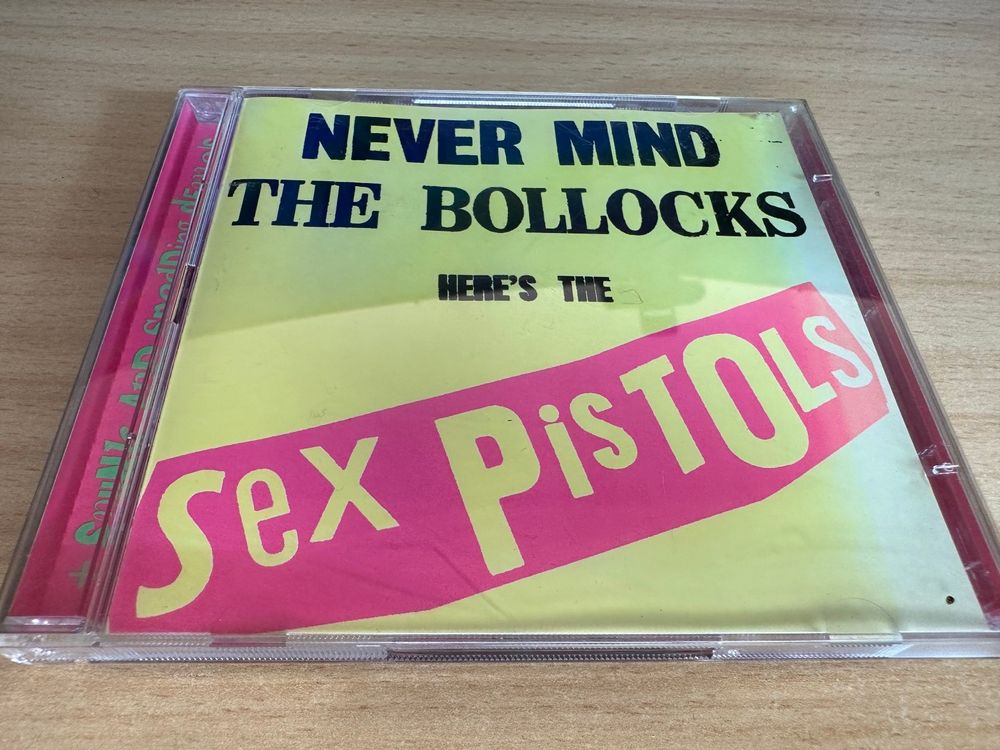 NEVER MIND
THE BOLLOCKS
HERE'S THE
Sex PisTOLs